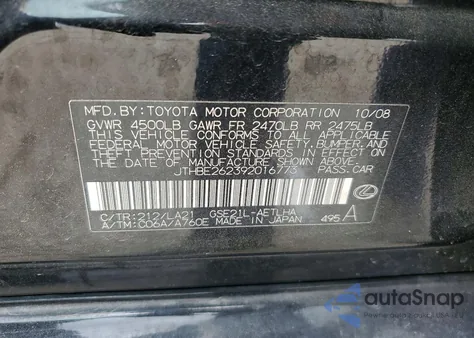 MFD. BY: TOYOTA MOTOR CORPORATION 10/08
GVWR 4500LB GAWR FR 2470LB RR 2475LB
THIS VEHICLE CONFORMS TO ALL APPLICABLE
FEDERAL MOTOR VEHICLE SAFETY, BUMPER, AND
THEFT PREVENTION STANDARDS IN EFFECT ON
THE DATE OF MANUFACTURE SHOWN ABOVE.
JTHBE262392016773 PASS. CAR
C/TR: 212/LA21 GSE21L-AETLHA
A/TM: C06A/A760E MADE IN JAPAN 495 A
autoSnap